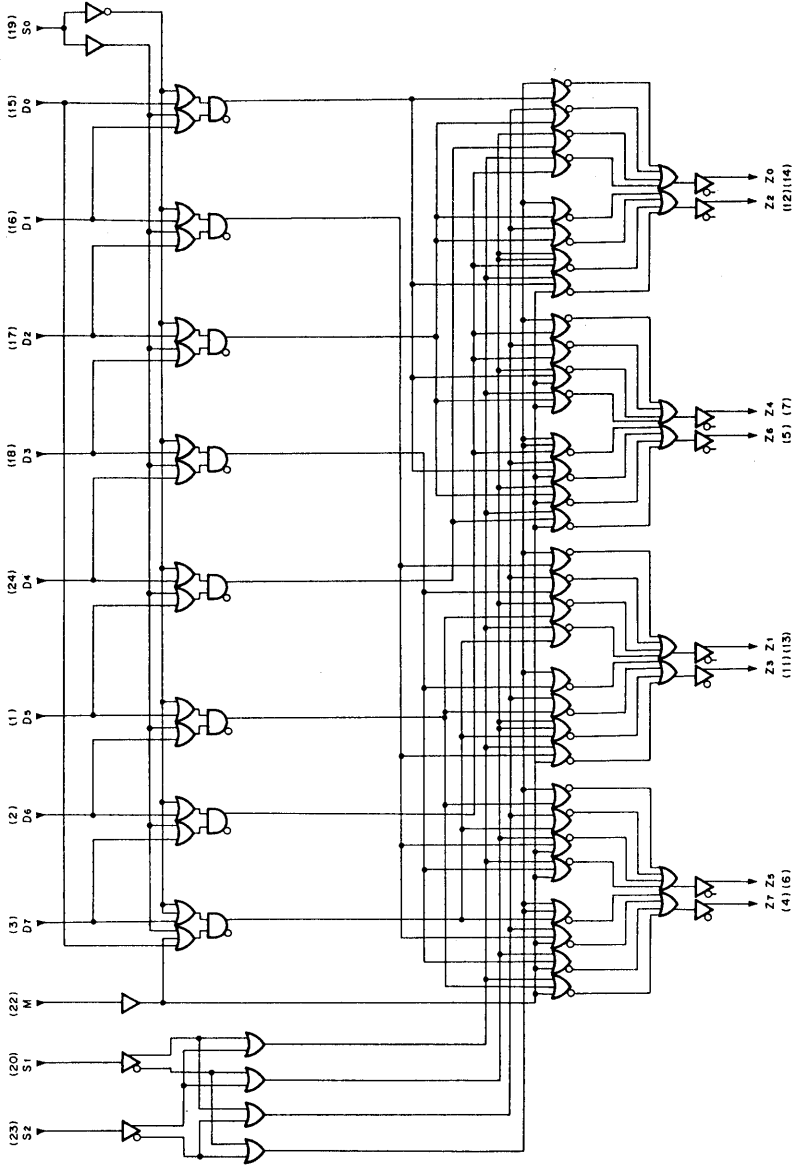 (19) S0
(15) D0
(16) D1
(17) D2
(18) D3
(24) D4
(1) D5
(2) D6
(3) D7
(22) M
(20) S1
(23) S2
Z0 (14)
Z2 (12)
Z4 (7)
Z6 (5)
Z1 (13)
Z3 (11)
Z5 (6)
Z7 (4)